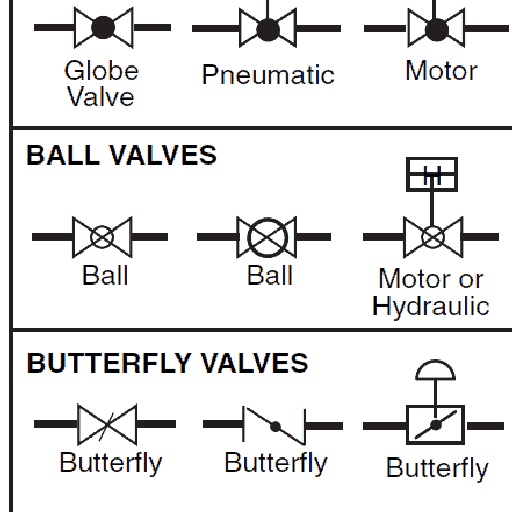 Globe Pneumatic Motor
Valve
BALL VALVES
H
Ball Ball Motor or
Hydraulic
BUTTERFLY VALVES
Butterfly Butterfly Butterfly